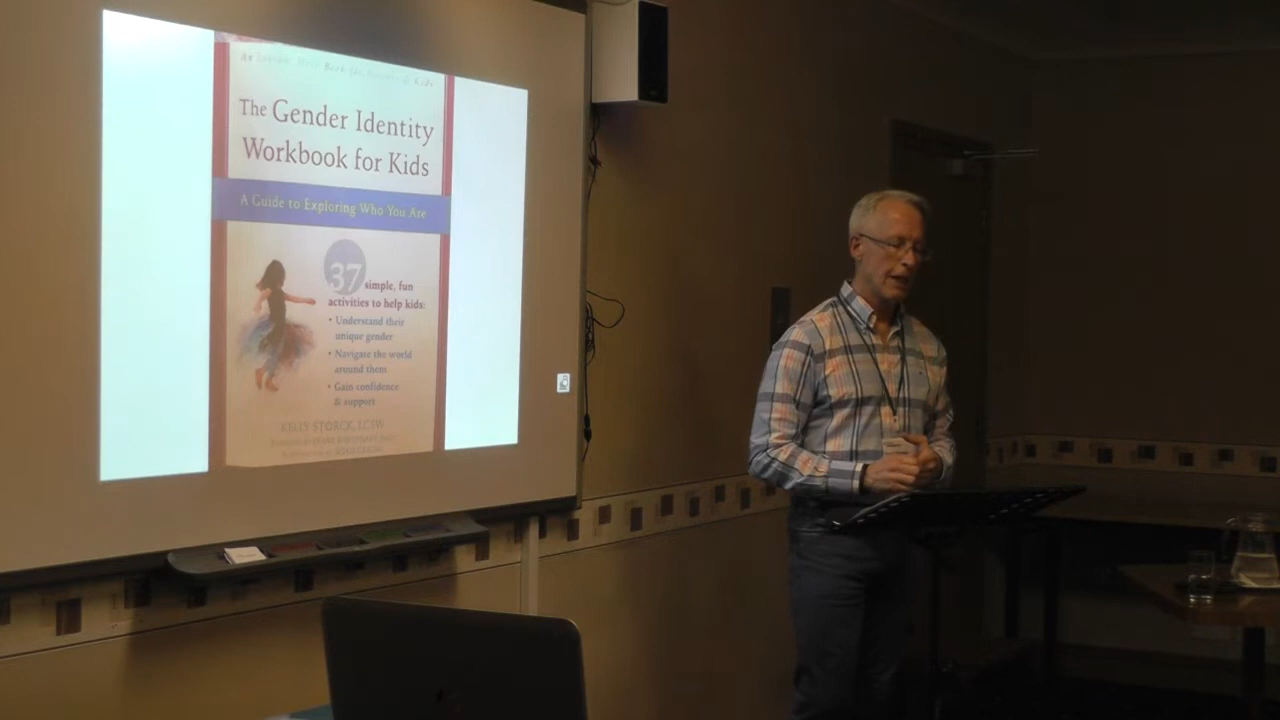 The Gender Identity
Workbook for Kids
A Guide to Exploring Who You Are
37 simple, fun
activities to help kids:
• Understand their
unique gender
• Navigate the world
around them
• Gain confidence
& support
KELLY STORCK, LCSW